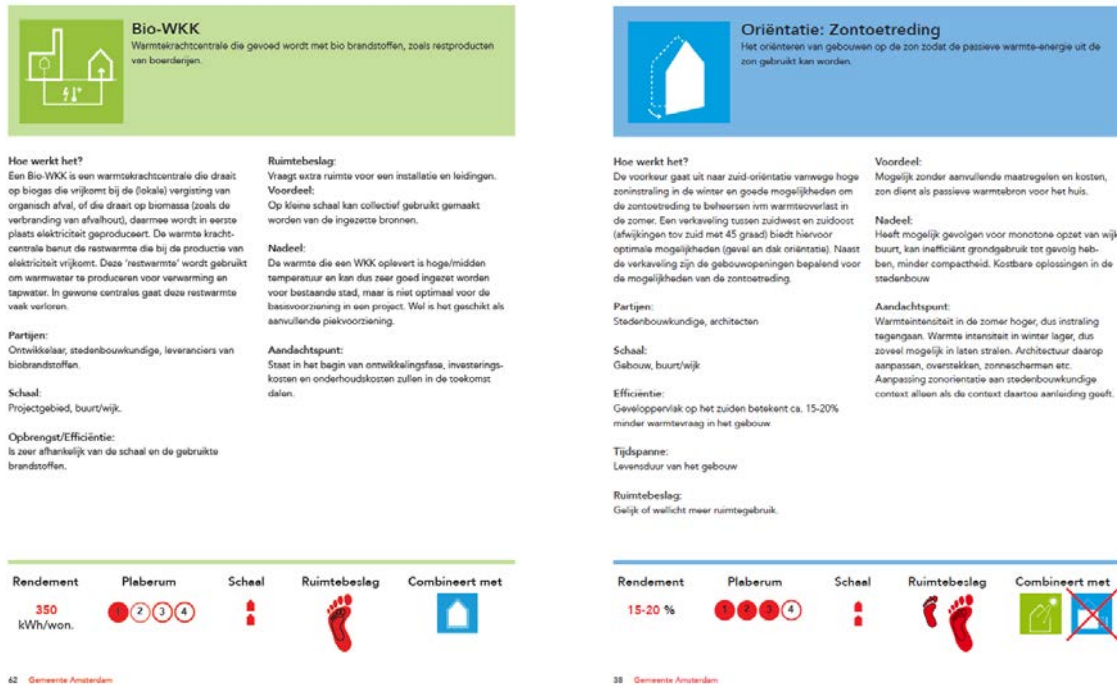 Bio-WKK
Warmtekrachtcentrale die gevoed wordt met bio brandstoffen, zoals restproducten
van boerderijen.
Hoe werkt het?
Een Bio-WKK is een warmtekrachtcentrale die draait
op biogas die vrijkomt bij de (lokale) vergisting van
organisch afval, of die draait op biomassa (zoals de
verbranding van afvalhout), daarmee wordt in eerste
plaats elektriciteit geproduceert. De warmte kracht-
centrale benut de restwarmte die bij de productie van
elektriciteit vrijkomt. Deze 'restwarmte' wordt gebruikt
om warmwater te produceren voor verwarming en
tapwater. In gewone centrales gaat deze restwarmte
vaak verloren.
Partijen:
Ontwikkelaar, stedenbouwkundige, leveranciers van
biobrandstoffen.
Schaal:
Projectgebied, buurt/wijk.
Opbrengst/Efficiëntie:
Is zeer afhankelijk van de schaal en de gebruikte
brandstoffen.
Ruimtebeslag:
Vraagt extra ruimte voor een installatie en leidingen.
Voordeel:
Op kleine schaal kan collectief gebruikt gemaakt
worden van de ingezette bronnen.
Nadeel:
De warmte die een WKK oplevert is hoge/midden
temperatuur en kan dus zeer goed ingezet worden
voor bestaande stad, maar is niet optimaal voor de
basisvoorziening in een project. Wel is het geschikt als
aanvullende piekvoorziening.
Aandachtspunt:
Staat in het begin van ontwikkelingsfase, investerings-
kosten en onderhoudskosten zullen in de toekomst
dalen.
Rendement Plaberum Schaal Ruimtebeslag Combineert met
350
kWh/won.
1 2 3 4
62 Gemeente Amsterdam
Oriëntatie: Zontoetreding
Het oriënteren van gebouwen op de zon zodat de passieve warmte-energie uit de
zon gebruikt kan worden.
Hoe werkt het?
De voorkeur gaat uit naar zuid-oriëntatie vanwege hoge
zoninstraling in de winter en goede mogelijkheden om
de zontoetreding te beheersen ivm warmteoverlast in
de zomer. Een verkaveling tussen zuidwest en zuidoost
(afwijkingen tov zuid met 45 graad) biedt hiervoor
optimale mogelijkheden (gevel en dak oriëntatie). Naast
de verkaveling zijn de gebouwopeningen bepalend voor
de mogelijkheden van de zontoetreding.
Partijen:
Stedenbouwkundige, architecten
Schaal:
Gebouw, buurt/wijk
Efficiëntie:
Geveloppervlak op het zuiden betekent ca. 15-20%
minder warmtevraag in het gebouw
Tijdspanne:
Levensduur van het gebouw
Ruimtebeslag:
Gelijk of wellicht meer ruimtegebruik.
Voordeel:
Mogelijk zonder aanvullende maatregelen en kosten,
zon dient als passieve warmtebron voor het huis.
Nadeel:
Heeft mogelijk gevolgen voor monotone opzet van wijk
buurt, kan inefficiënt grondgebruik tot gevolg heb-
ben, minder compactheid. Kostbare oplossingen in de
stedenbouw
Aandachtspunt:
Warmteintensiteit in de zomer hoger, dus instraling
tegengaan. Warmte intensiteit in winter lager, dus
zoveel mogelijk in laten stralen. Architectuur daarop
aanpassen, overstekken, zonneschermen etc.
Aanpassing zonorientatie aan stedenbouwkundige
context alleen als de context daartoe aanleiding geeft.
Rendement Plaberum Schaal Ruimtebeslag Combineert met
15-20 %
1 2 3 4
38 Gemeente Amsterdam